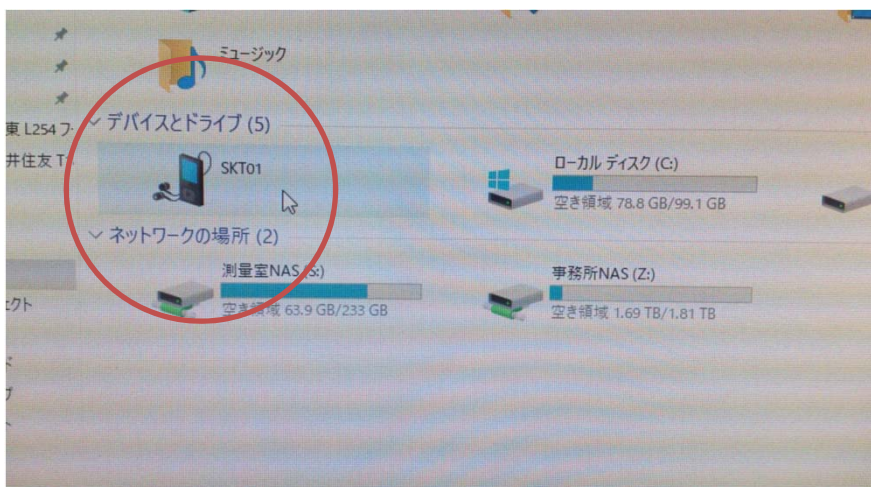 ミュージック
東 L254 フ
デバイスとドライブ (5)
井住友 T
SKT01
ローカル ディスク (C:)
空き領域 78.8 GB/99.1 GB
ネットワークの場所 (2)
測量室NAS (S:)
空き領域 63.9 GB/233 GB
事務所NAS (Z:)
空き領域 1.69 TB/1.81 TB
ェクト
ド
プ